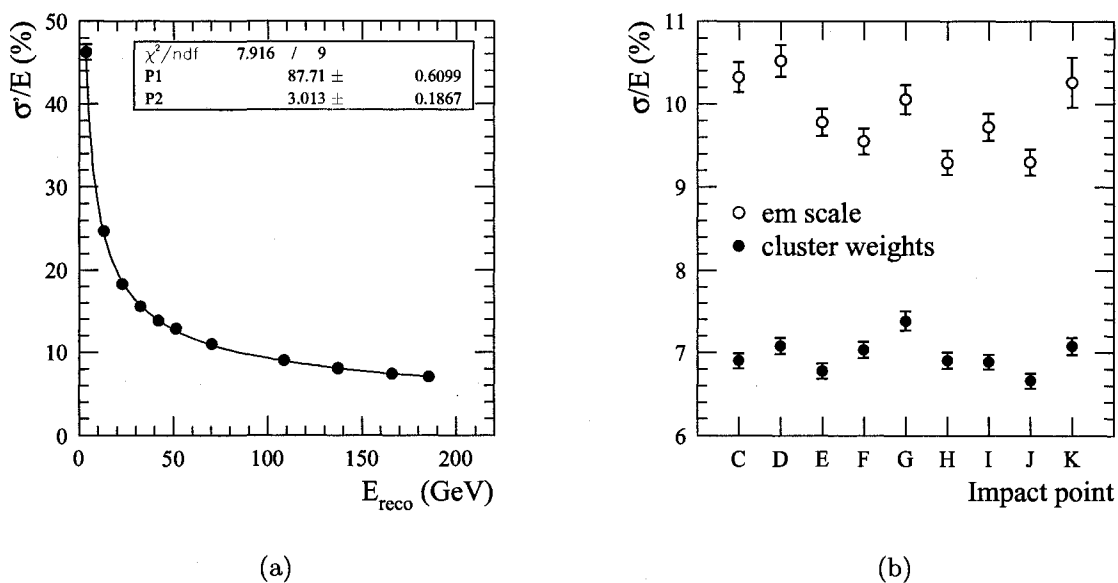 σ'/E (%)
50
40
30
20
10
0
χ²/ndf 7.916 / 9
P1 87.71 ± 0.6099
P2 3.013 ± 0.1867
0 50 100 150 200
E_reco (GeV)
(a)
σ/E (%)
11
10
9
8
7
6
em scale
cluster weights
C D E F G H I J K
Impact point
(b)